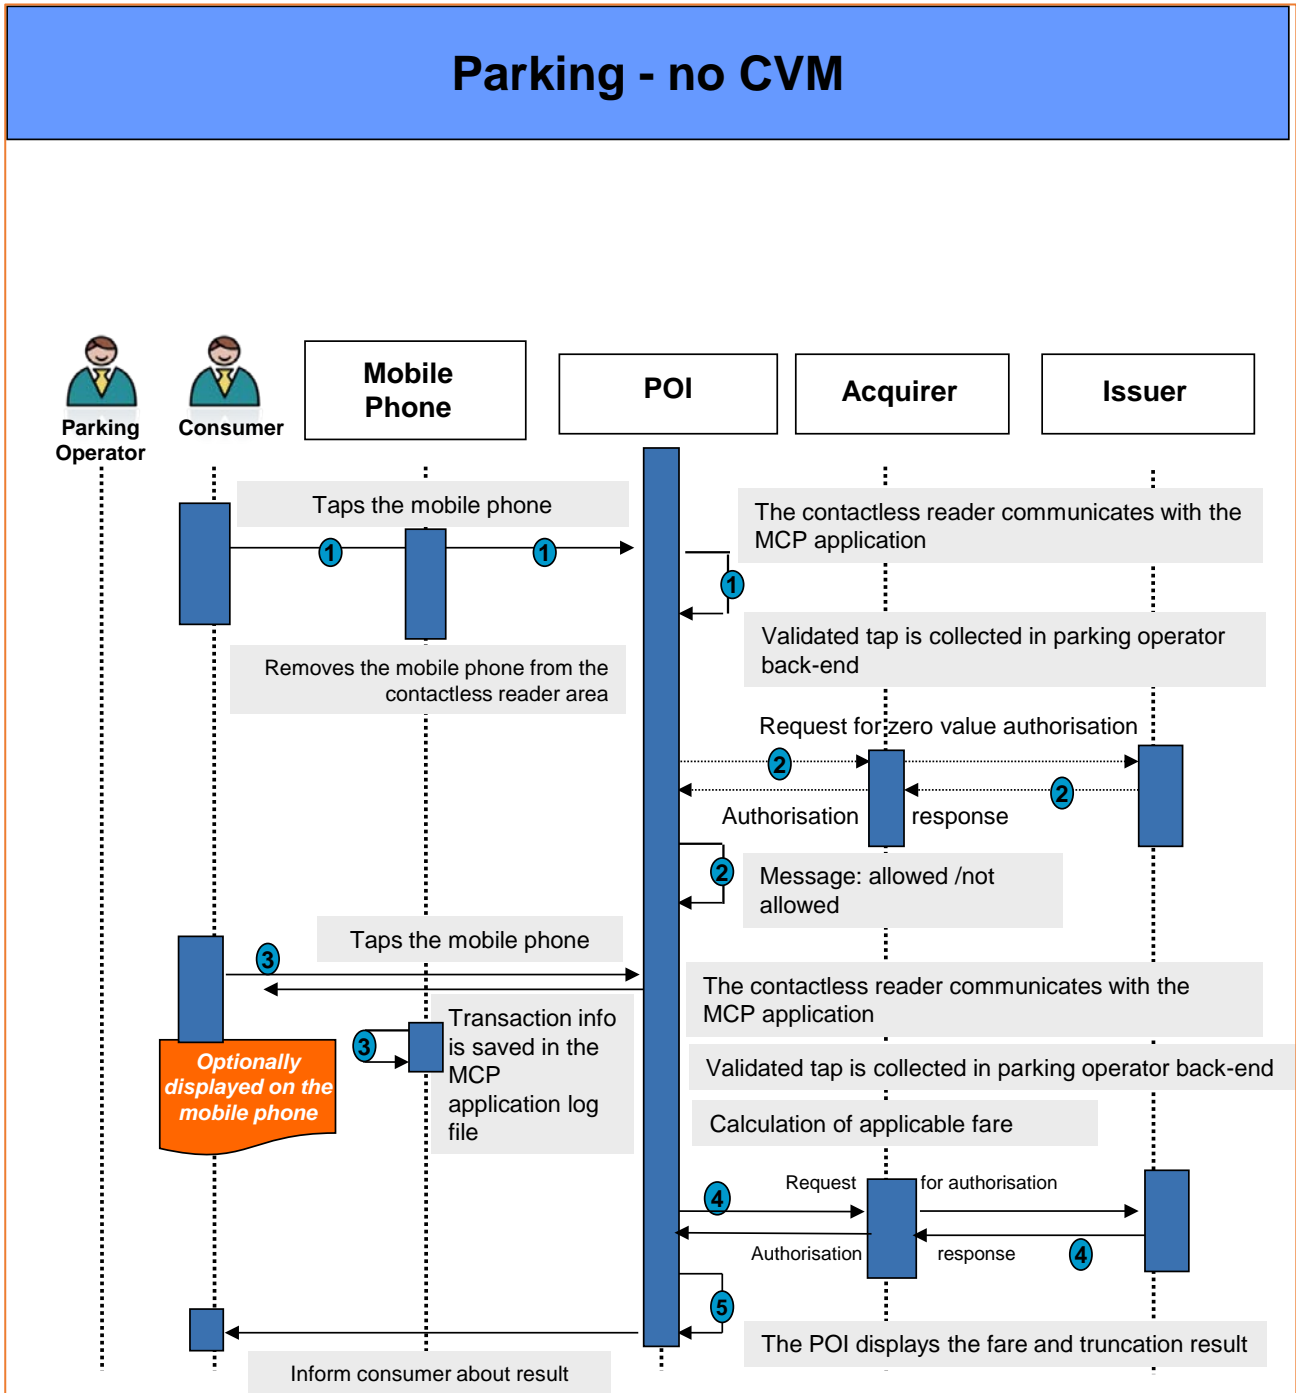 Parking - no CVM
Parking
Operator
Consumer
Mobile
Phone
POI
Acquirer
Issuer
Taps the mobile phone
1
1
The contactless reader communicates with the
MCP application
1
Removes the mobile phone from the
contactless reader area
Validated tap is collected in parking operator
back-end
Request for zero value authorisation
2
2
Authorisation
response
2
Message: allowed /not
allowed
Taps the mobile phone
3
The contactless reader communicates with the
MCP application
3
Transaction info
is saved in the
MCP
application log
file
Optionally
displayed on the
mobile phone
Validated tap is collected in parking operator back-end
Calculation of applicable fare
Request
for authorisation
4
Authorisation
response
4
5
The POI displays the fare and truncation result
Inform consumer about result